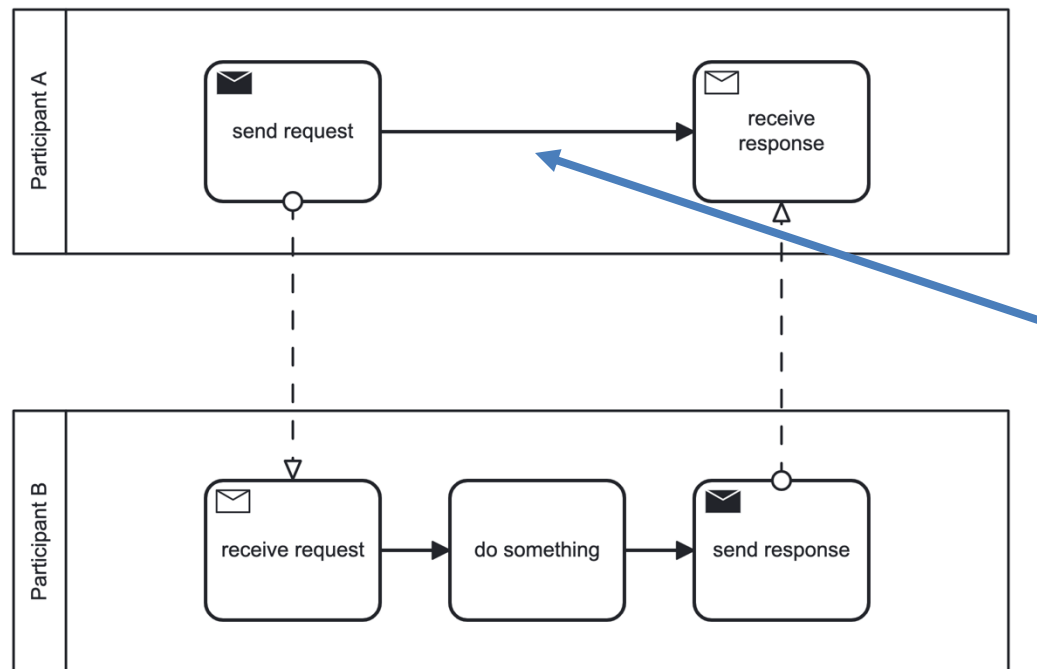 Participant A
send request
receive
response
Participant B
receive request
do something
send response